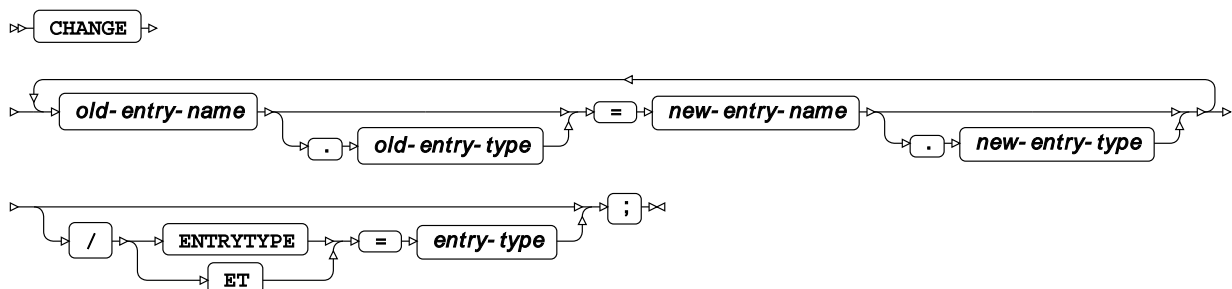 CHANGE
old-entry-name = new-entry-name
. old-entry-type . new-entry-type
/ ENTRYTYPE = entry-type ;
ET